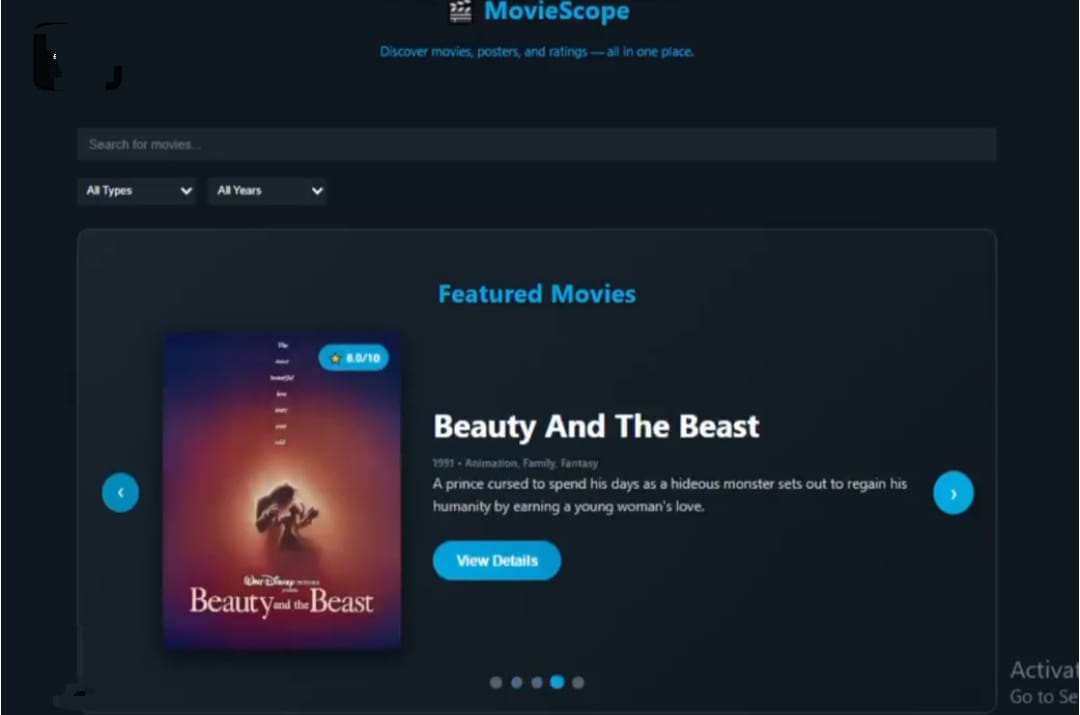 MovieScope
Discover movies, posters, and ratings — all in one place.
Search for movies...
All Types
All Years
Featured Movies
The
most
beautiful
love
story
ever
told
8.0/10
Walt Disney PICTURES
Beauty and the Beast
Beauty And The Beast
1991 • Animation, Family, Fantasy
A prince cursed to spend his days as a hideous monster sets out to regain his
humanity by earning a young woman's love.
View Details
Activat
Go to Se